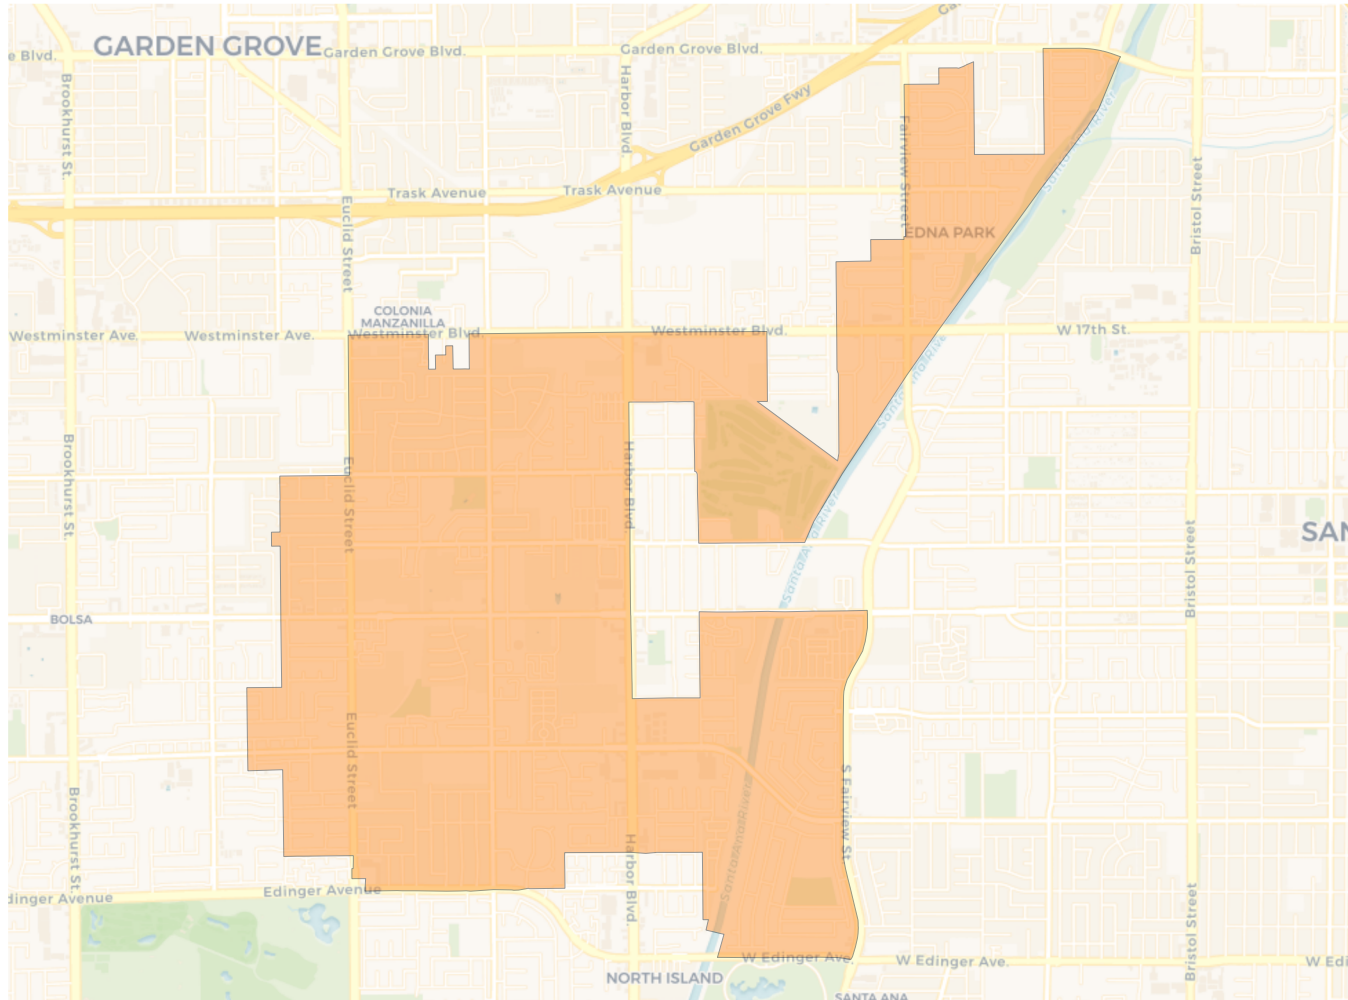 Ga
GARDEN GROVE
e Blvd.
Garden Grove Blvd.
Garden Grove Blvd.
Brookhurst St.
Harbor Blvd.
Garden Grove Fwy
Fairview Street
Santa Ana River
Bristol Street
Trask Avenue
Trask Avenue
Euclid Street
EDNA PARK
COLONIA
MANZANILLA
Westminster Ave.
Westminster Ave.
Westminster Blvd.
Westminster Blvd.
W 17th St.
Santa Ana River
Brookhurst St.
Euclid Street
Harbor Blvd.
Santa Ana River
Bristol Street
SAN
BOLSA
Euclid Street
Brookhurst St.
S Fairview St
Harbor Blvd.
Santa Ana River
Bristol Street
dinger Avenue
Edinger Avenue
W Edinger Ave.
W Edinger Ave.
W Edi
NORTH ISLAND
SANTA ANA